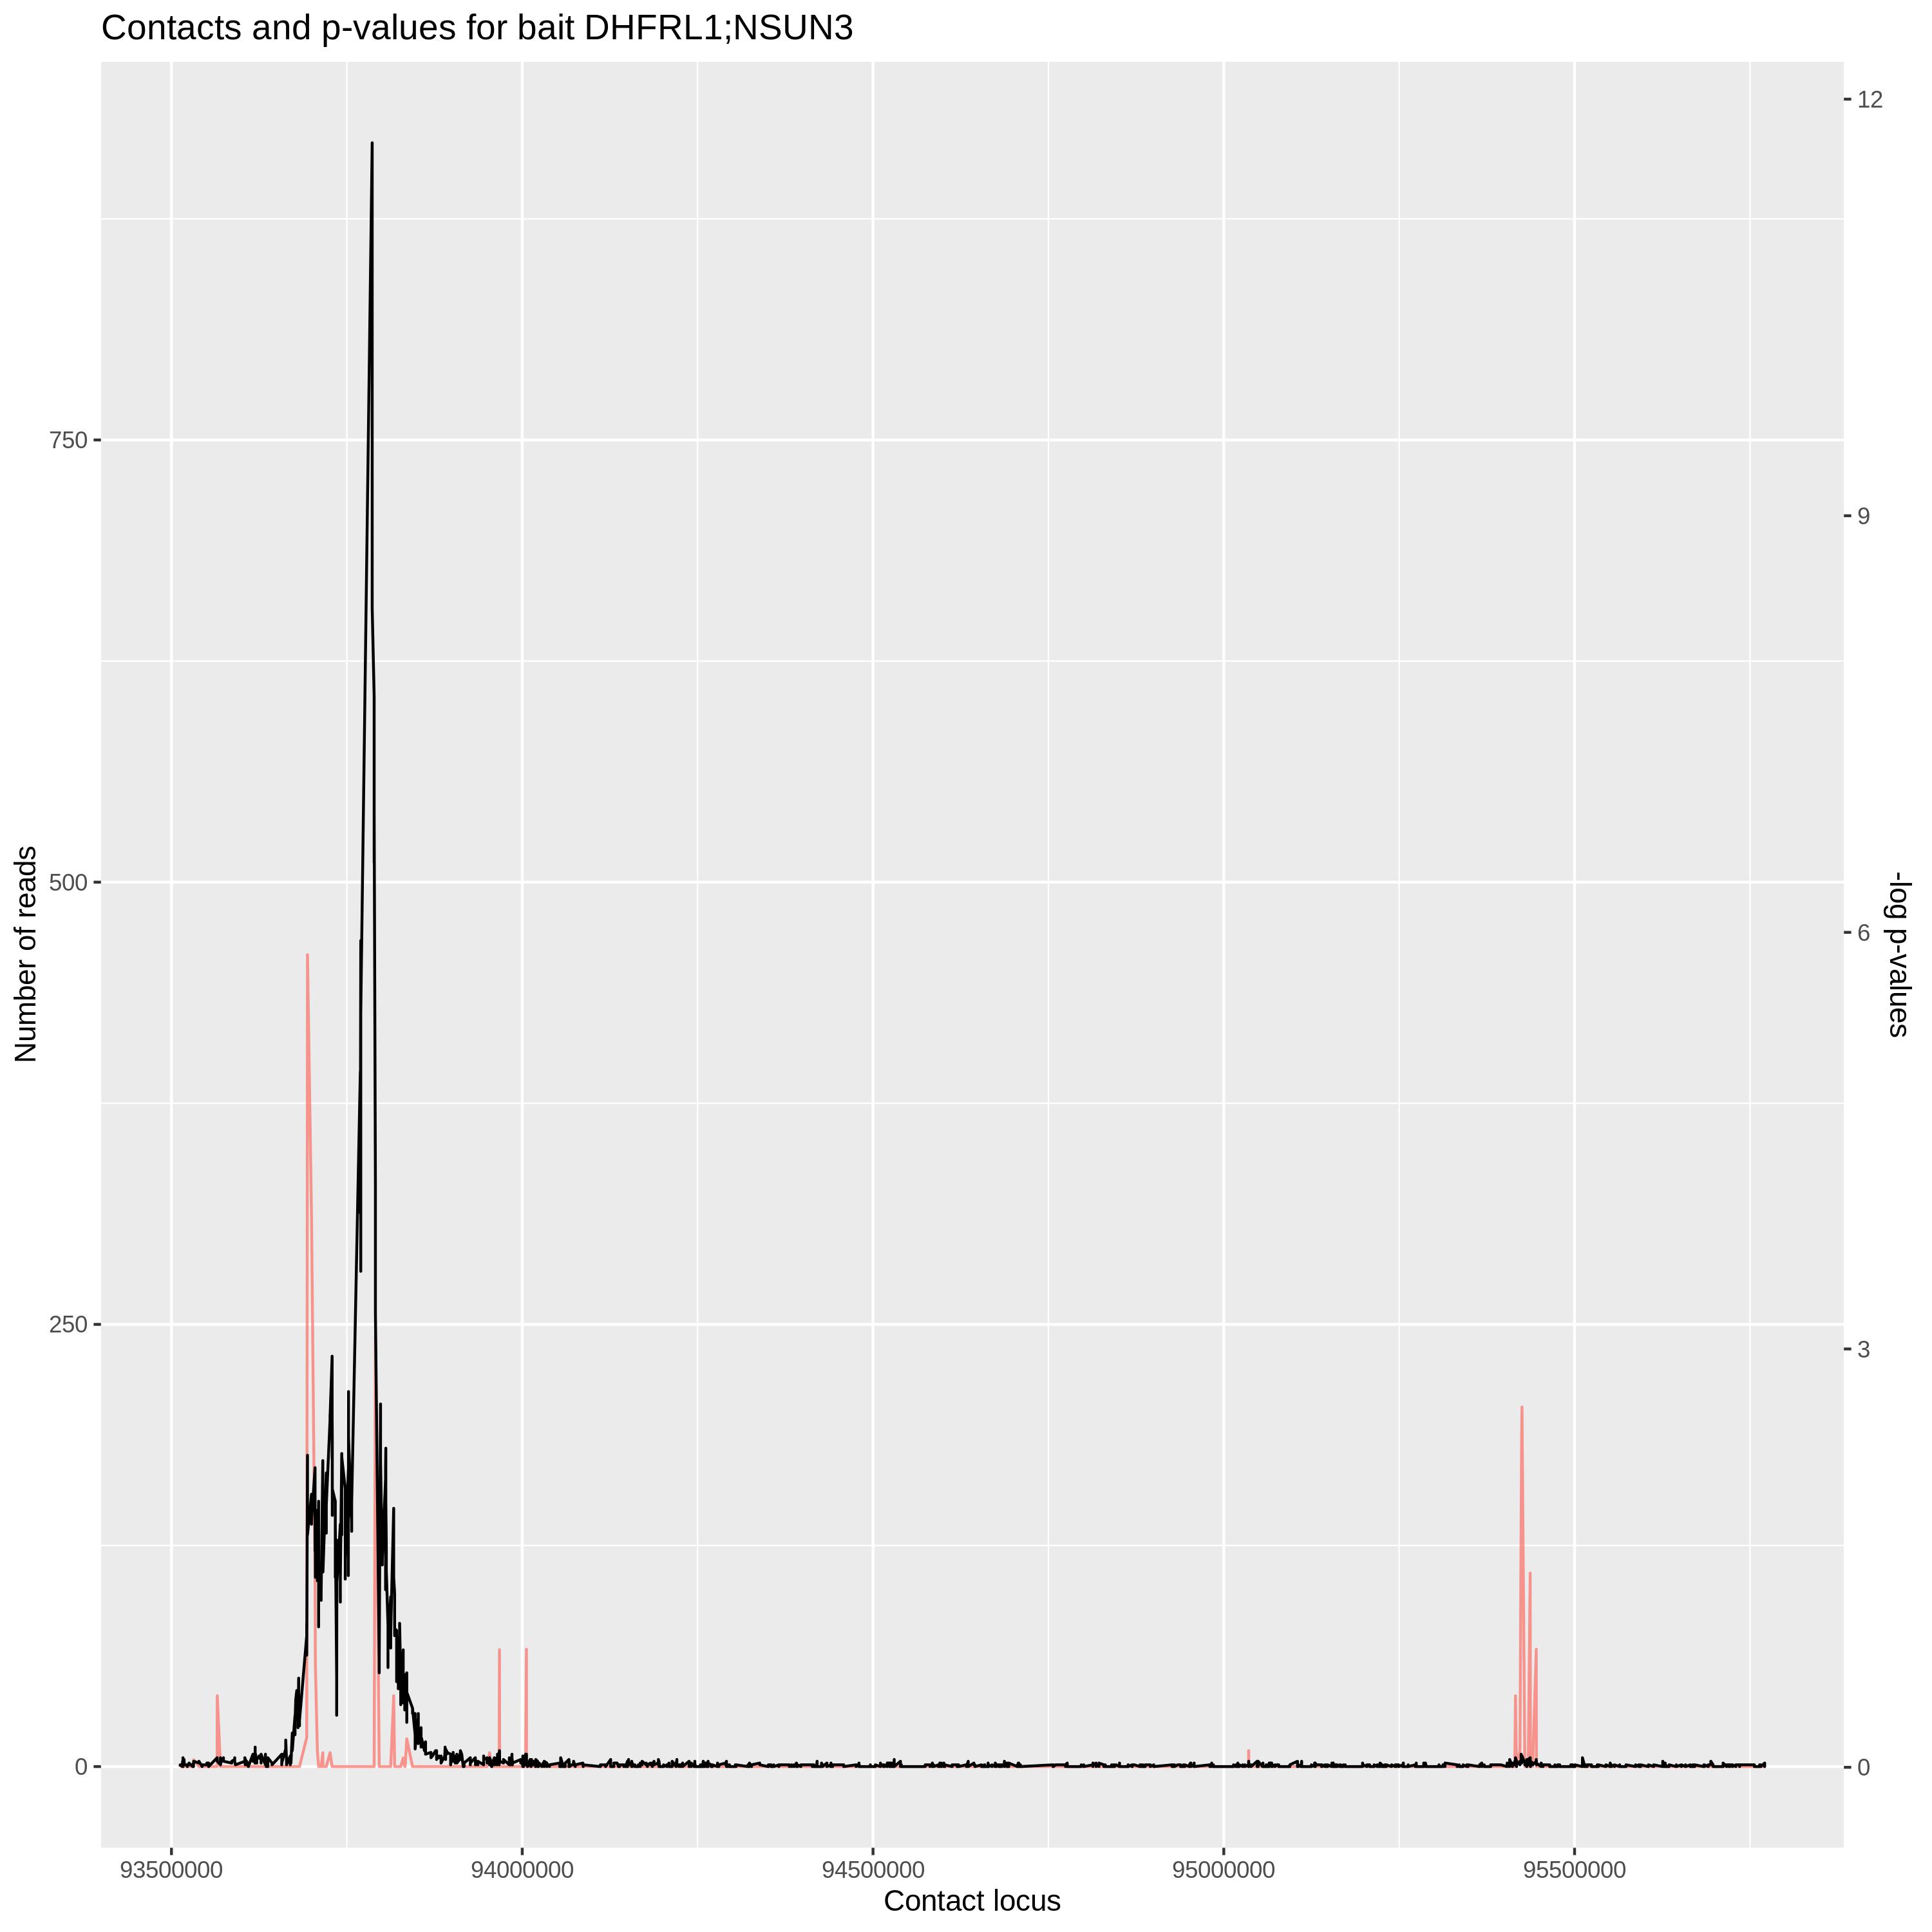 Contacts and p-values for bait DHFRL1;NSUN3
12
750
9
500
6
Number of reads
-log p-values
250
3
0
0
93500000 94000000 94500000 95000000 95500000
Contact locus